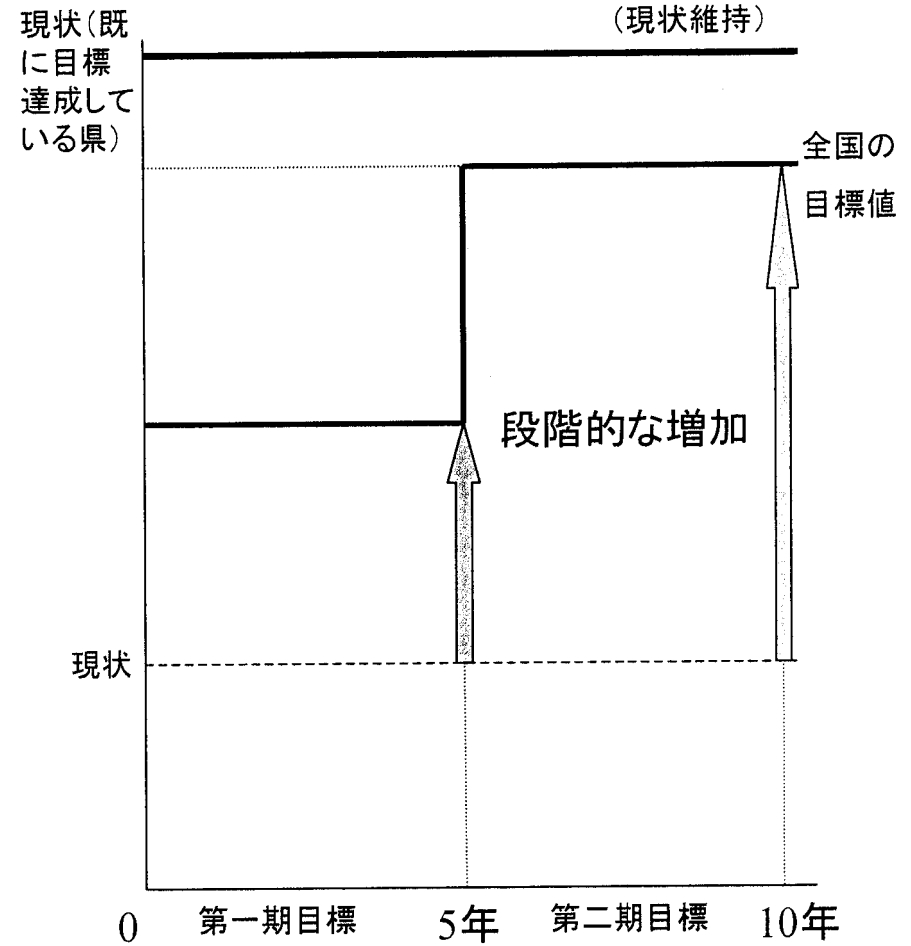 現状(既
に目標
達成して
いる県)
(現状維持)
全国の
目標値
段階的な増加
現状
0
第一期目標
5年
第二期目標
10年